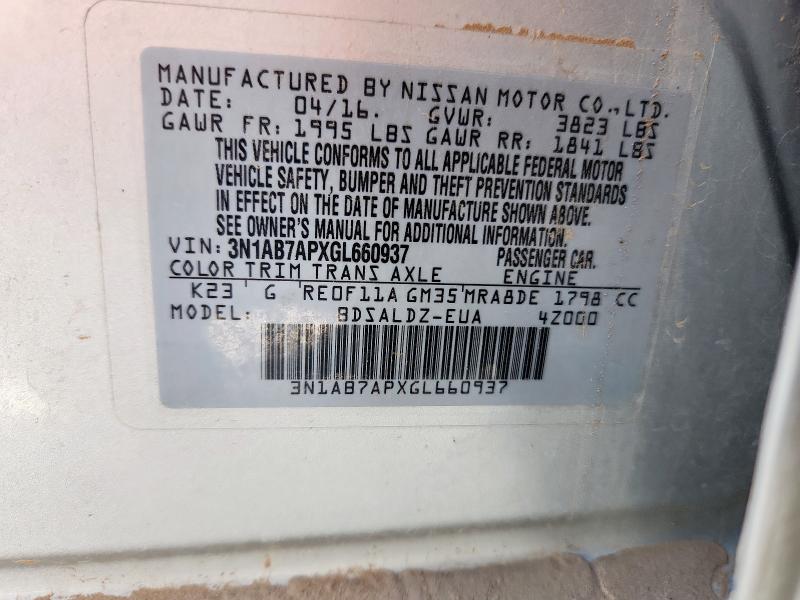 MANUFACTURED BY NISSAN MOTOR CO., LTD.
DATE: 04/16. GVWR: 3823 LBS
GAWR FR: 1995 LBS GAWR RR: 1841 LBS
THIS VEHICLE CONFORMS TO ALL APPLICABLE FEDERAL MOTOR
VEHICLE SAFETY, BUMPER AND THEFT PREVENTION STANDARDS
IN EFFECT ON THE DATE OF MANUFACTURE SHOWN ABOVE.
SEE OWNER'S MANUAL FOR ADDITIONAL INFORMATION.
VIN: 3N1AB7APXGL660937 PASSENGER CAR.
COLOR TRIM TRANS AXLE ENGINE
K23 G RE0F11A GM35 MRA8DE 1798 CC
MODEL: BDSALDZ-EUA 4Z000
3N1AB7APXGL660937